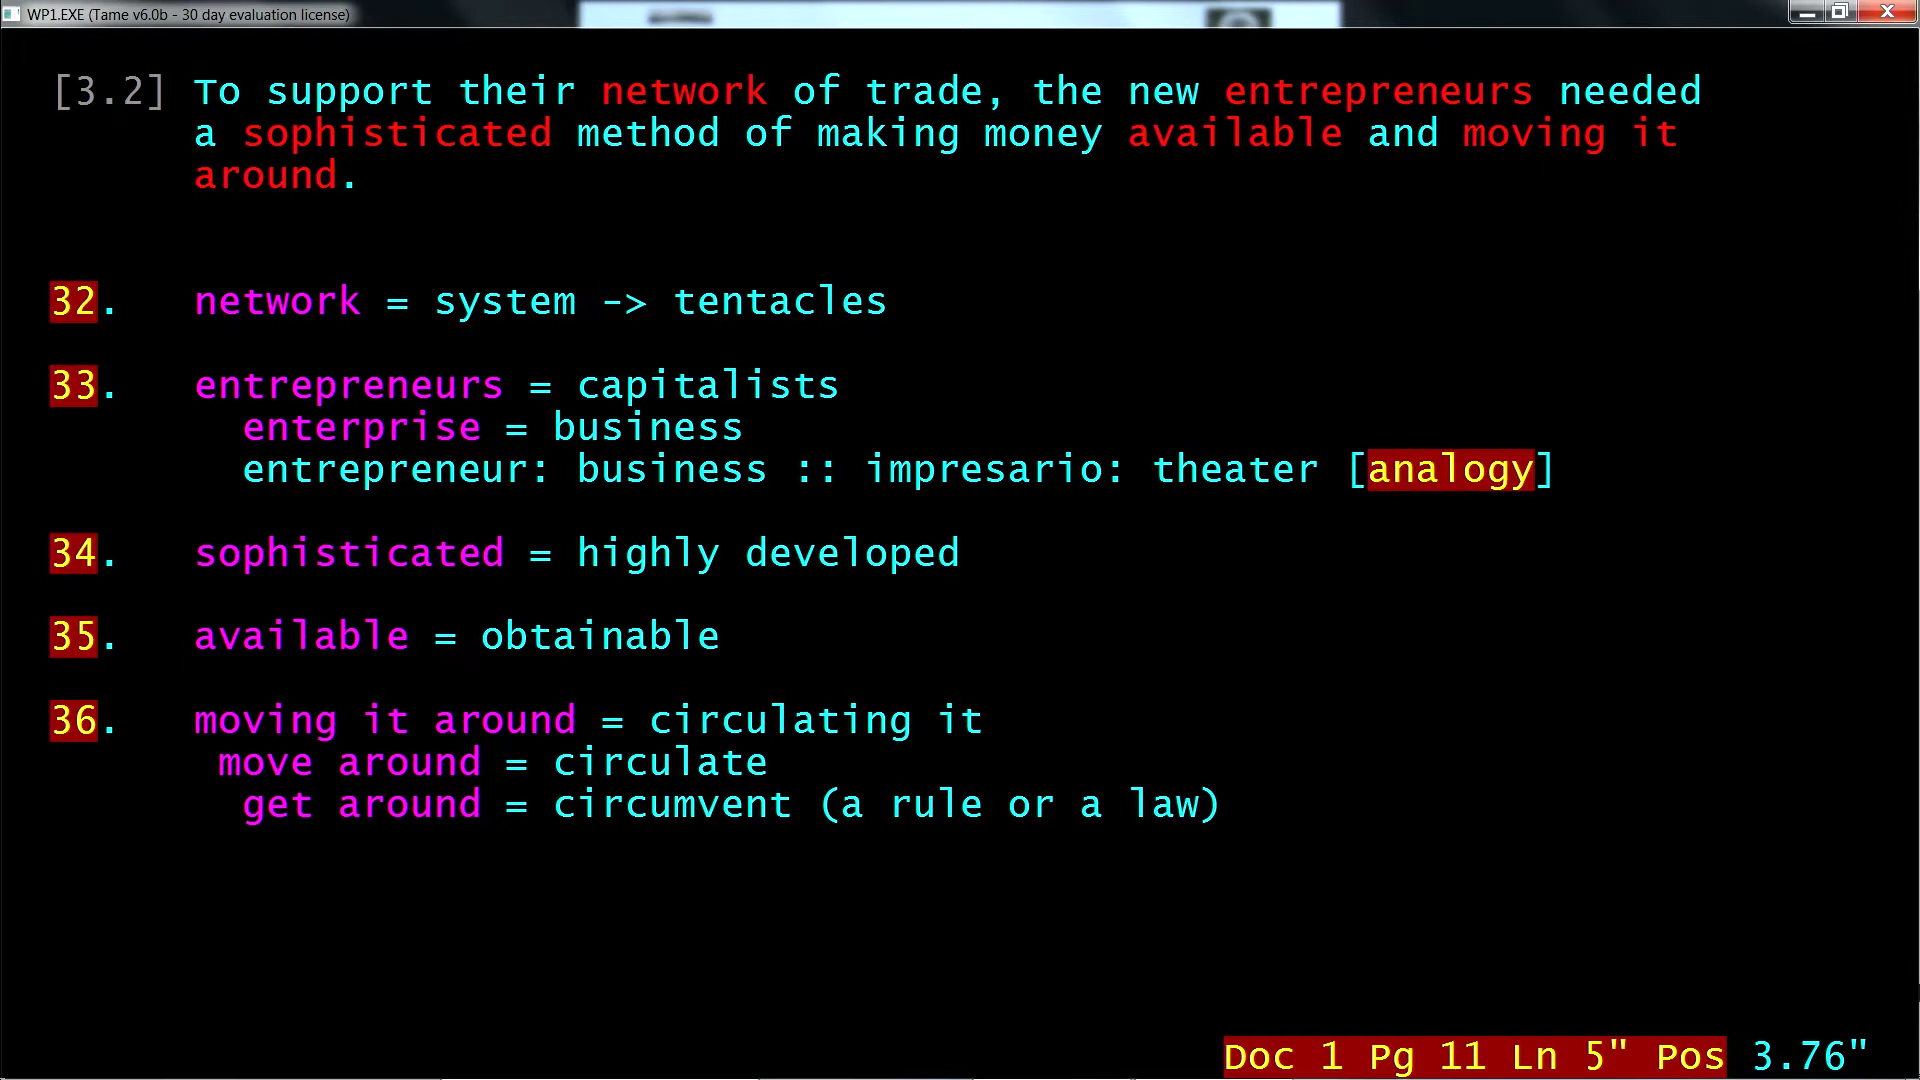 WP1.EXE (Tame v6.0b - 30 day evaluation license)
[3.2] To support their network of trade, the new entrepreneurs needed
a sophisticated method of making money available and moving it
around.
32. network = system -> tentacles
33. entrepreneurs = capitalists
enterprise = business
entrepreneur: business :: impresario: theater [analogy]
34. sophisticated = highly developed
35. available = obtainable
36. moving it around = circulating it
move around = circulate
get around = circumvent (a rule or a law)
Doc 1 Pg 11 Ln 5" Pos 3.76"